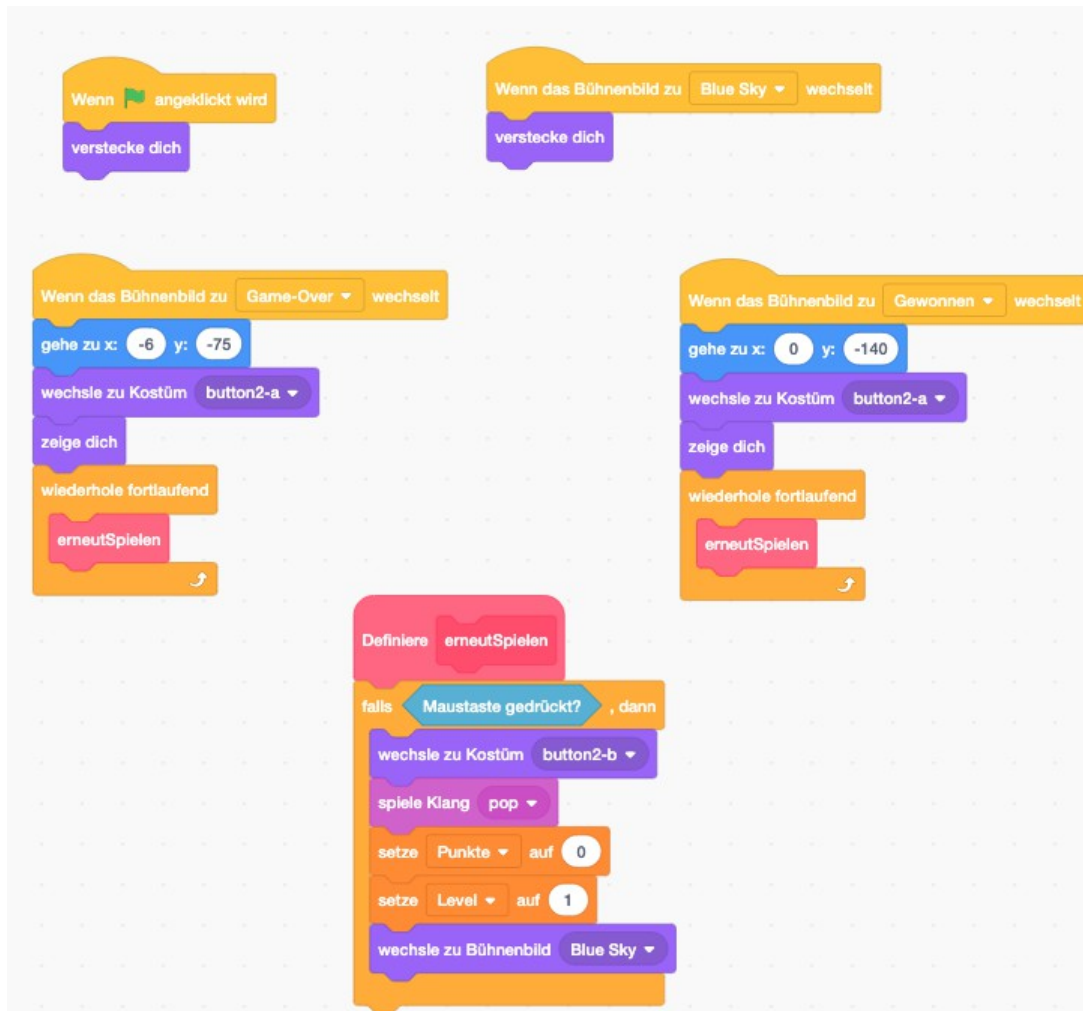 Wenn angeklickt wird
verstecke dich
Wenn das Bühnenbild zu Blue Sky wechselt
verstecke dich
Wenn das Bühnenbild zu Game-Over wechselt
gehe zu x: -6 y: -75
wechsle zu Kostüm button2-a
zeige dich
wiederhole fortlaufend
erneutSpielen
Wenn das Bühnenbild zu Gewonnen wechselt
gehe zu x: 0 y: -140
wechsle zu Kostüm button2-a
zeige dich
wiederhole fortlaufend
erneutSpielen
Definiere erneutSpielen
falls Maustaste gedrückt? , dann
wechsle zu Kostüm button2-b
spiele Klang pop
setze Punkte auf 0
setze Level auf 1
wechsle zu Bühnenbild Blue Sky